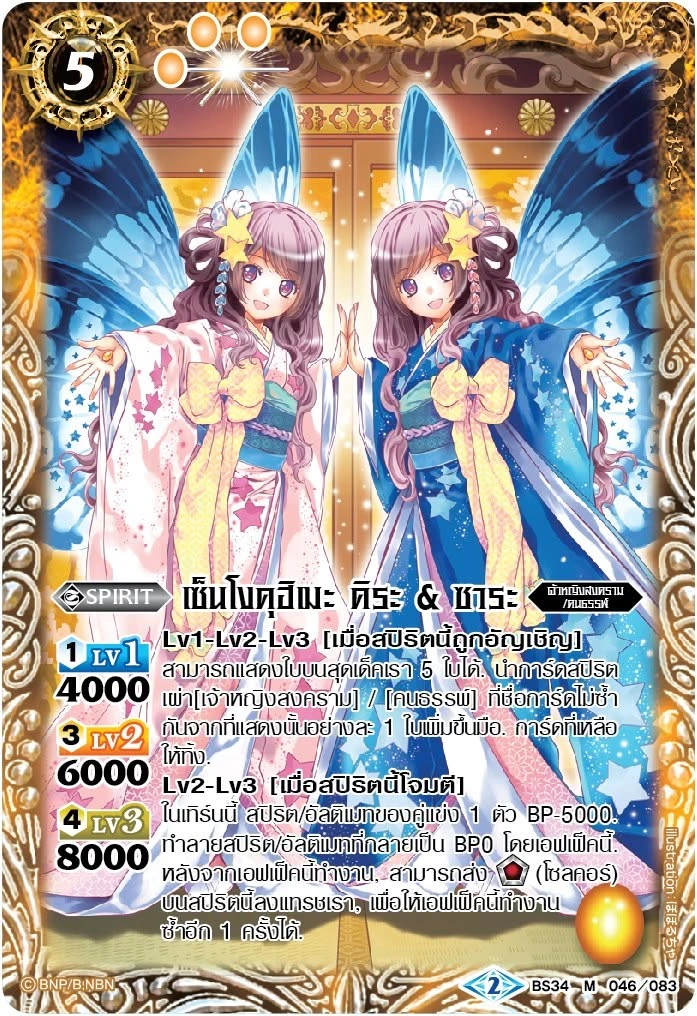 5
SPIRIT
เซ็นโงคุฮิเมะ คิระ & ซาระ
เจ้าหญิงสงคราม
/คนธรรพ์
1 LV1
4000
3 LV2
6000
4 LV3
8000
Lv1-Lv2-Lv3 [เมื่อสปิริตนี้ถูกอัญเชิญ]
สามารถแสดงใบบนสุดเด็คเรา 5 ใบได้. นำการ์ดสปิริต
เผ่า[เจ้าหญิงสงคราม] / [คนธรรพ์] ที่ชื่อการ์ดไม่ซ้ำ
กันจากที่แสดงนั้นอย่างละ 1 ใบเพิ่มขึ้นมือ. การ์ดที่เหลือ
ให้ทิ้ง.
Lv2-Lv3 [เมื่อสปิริตนี้โจมตี]
ในเทิร์นนี้ สปิริต/อัลติเมทของคู่แข่ง 1 ตัว BP-5000.
ทำลายสปิริต/อัลติเมทที่กลายเป็น BP0 โดยเอฟเฟ็คนี้.
หลังจากเอฟเฟ็คนี้ทำงาน, สามารถส่ง (โซลคอร์)
บนสปิริตนี้ลงแทรชเรา, เพื่อให้เอฟเฟ็คนี้ทำงาน
ซ้ำอีก 1 ครั้งได้.
Illustration : ぽぽるちゃ
©BNP/B,NBN
2
BS34 M 046/083